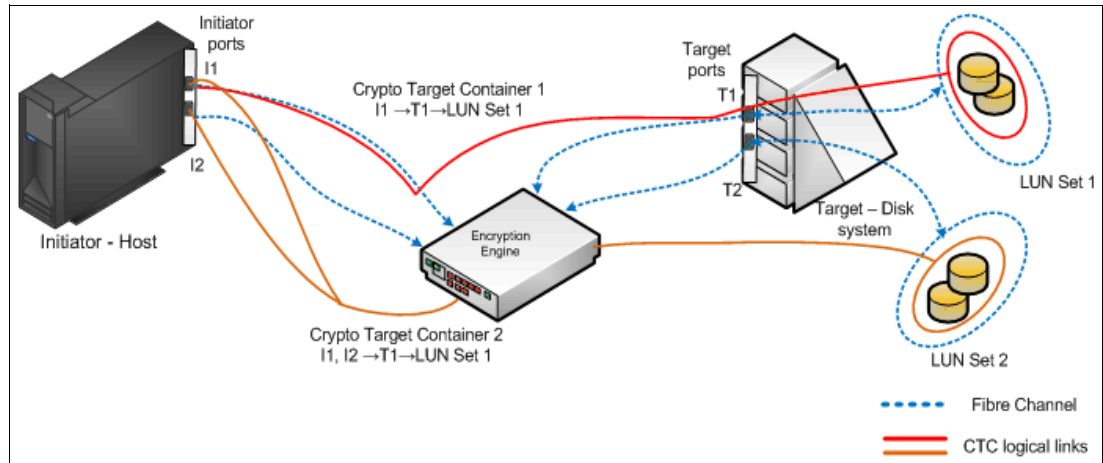 Initiator
ports
I1
I2
Initiator - Host
Crypto Target Container 1
I1 →T1→LUN Set 1
Target
ports
T1
T2
LUN Set 1
Target – Disk
system
Encryption
Engine
Crypto Target Container 2
I1, I2 →T1→LUN Set 1
LUN Set 2
Fibre Channel
CTC logical links